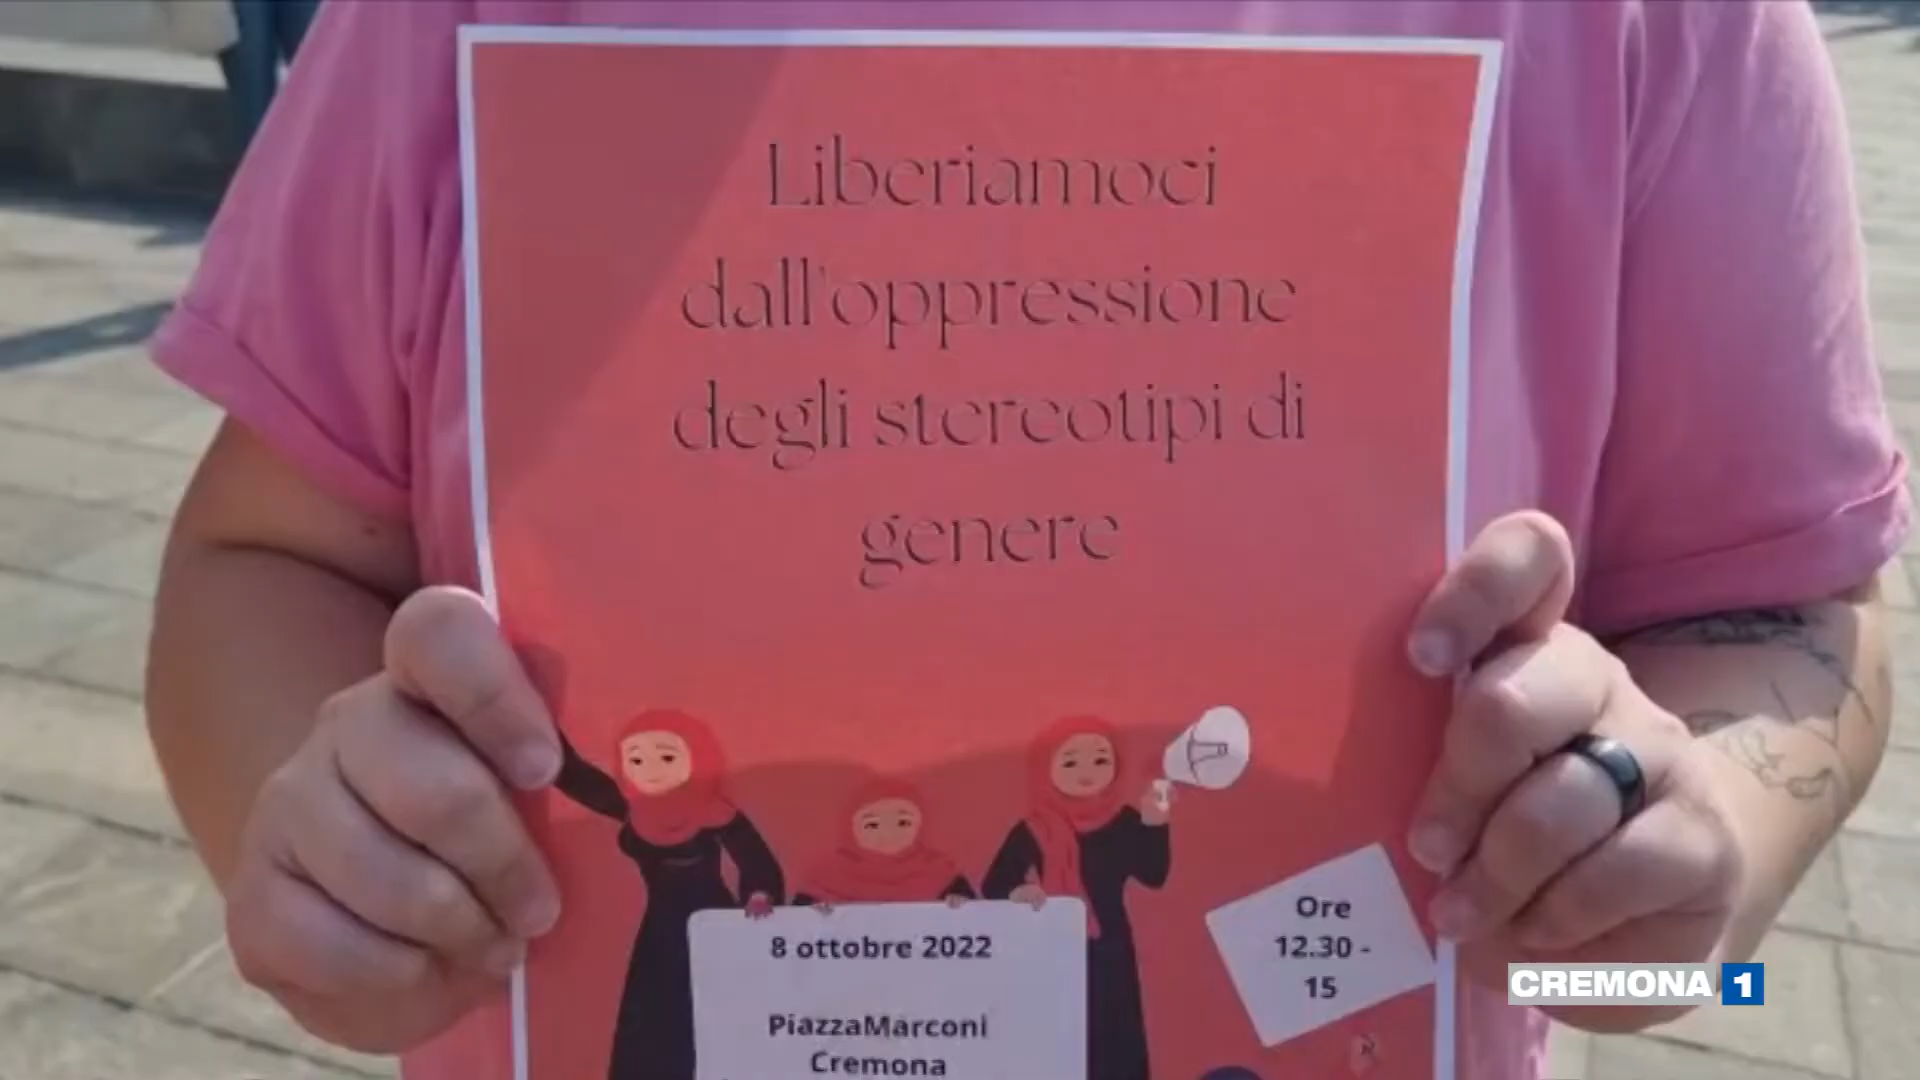 Liberiamoci
dall'oppressione
degli stereotipi di
genere
8 ottobre 2022
PiazzaMarconi
Cremona
Ore
12.30 -
15
CREMONA 1